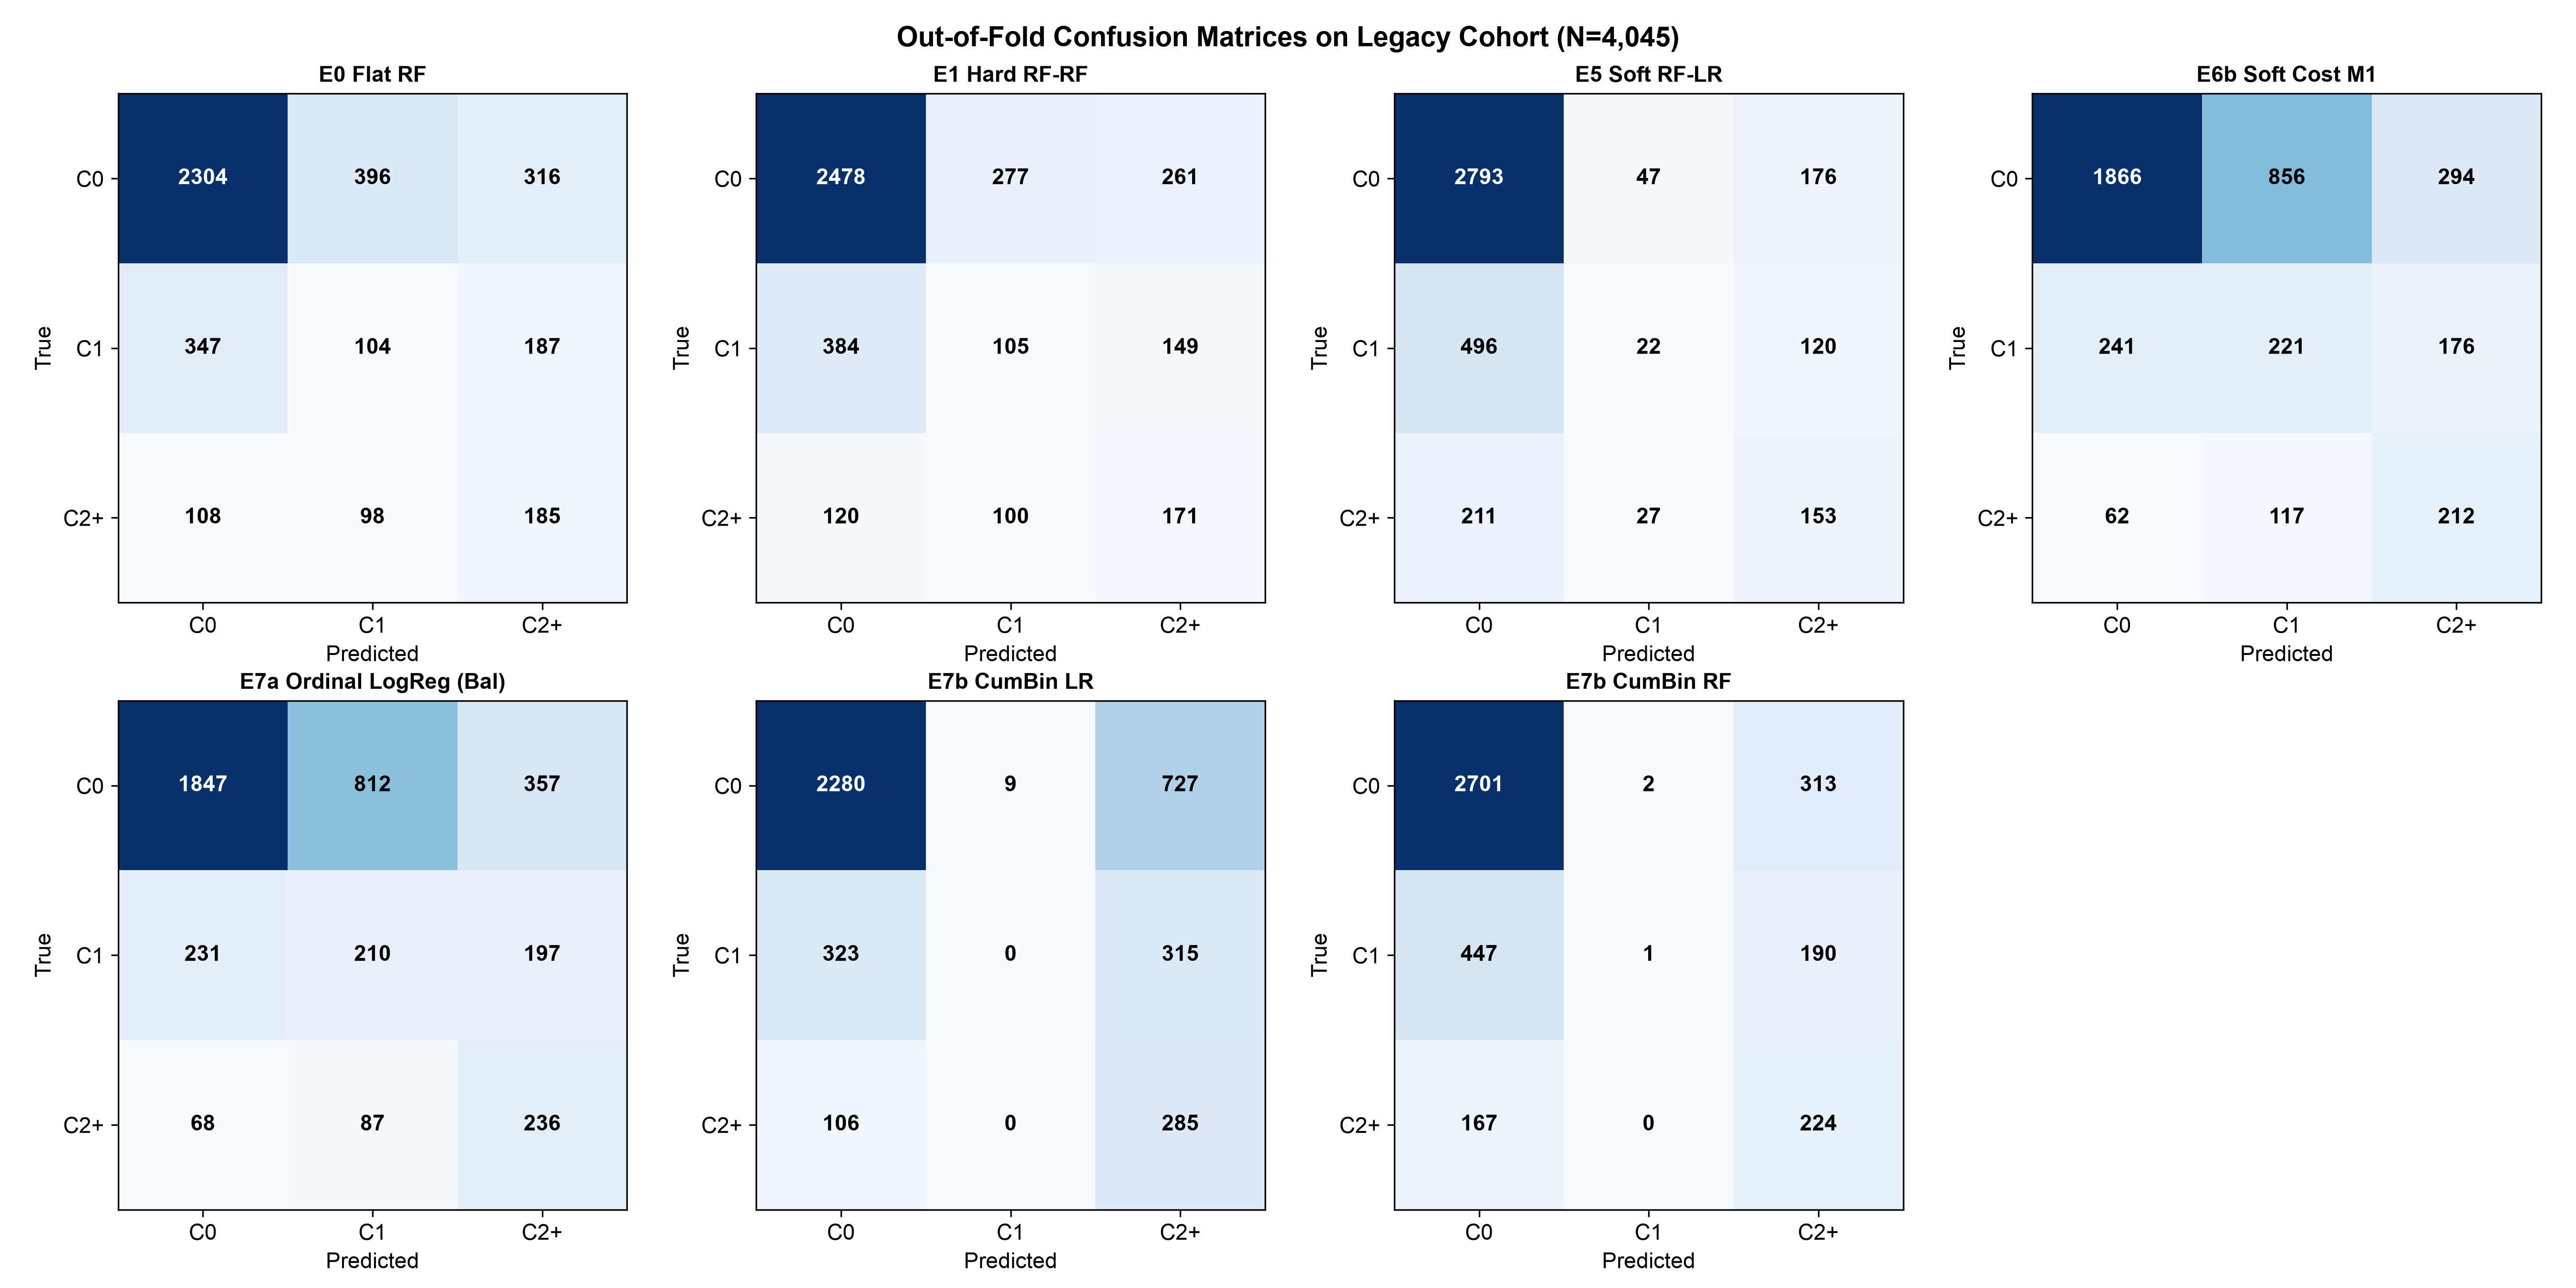 Out-of-Fold Confusion Matrices on Legacy Cohort (N=4,045)
E0 Flat RF
True
C0 2304 396 316
C1 347 104 187
C2+ 108 98 185
C0 C1 C2+
Predicted
E1 Hard RF-RF
True
C0 2478 277 261
C1 384 105 149
C2+ 120 100 171
C0 C1 C2+
Predicted
E5 Soft RF-LR
True
C0 2793 47 176
C1 496 22 120
C2+ 211 27 153
C0 C1 C2+
Predicted
E6b Soft Cost M1
True
C0 1866 856 294
C1 241 221 176
C2+ 62 117 212
C0 C1 C2+
Predicted
E7a Ordinal LogReg (Bal)
True
C0 1847 812 357
C1 231 210 197
C2+ 68 87 236
C0 C1 C2+
Predicted
E7b CumBin LR
True
C0 2280 9 727
C1 323 0 315
C2+ 106 0 285
C0 C1 C2+
Predicted
E7b CumBin RF
True
C0 2701 2 313
C1 447 1 190
C2+ 167 0 224
C0 C1 C2+
Predicted